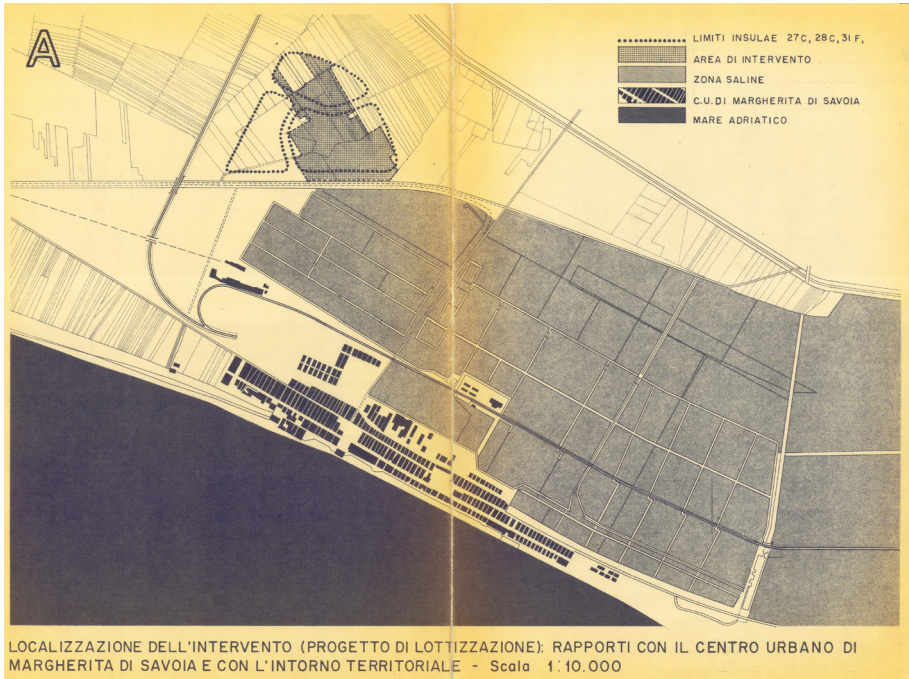 A
LIMITI INSULAE 27C, 28C, 31F,
AREA DI INTERVENTO
ZONA SALINE
C.U. DI MARGHERITA DI SAVOIA
MARE ADRIATICO
LOCALIZZAZIONE DELL'INTERVENTO (PROGETTO DI LOTTIZZAZIONE): RAPPORTI CON IL CENTRO URBANO DI
MARGHERITA DI SAVOIA E CON L'INTORNO TERRITORIALE - Scala 1:10.000